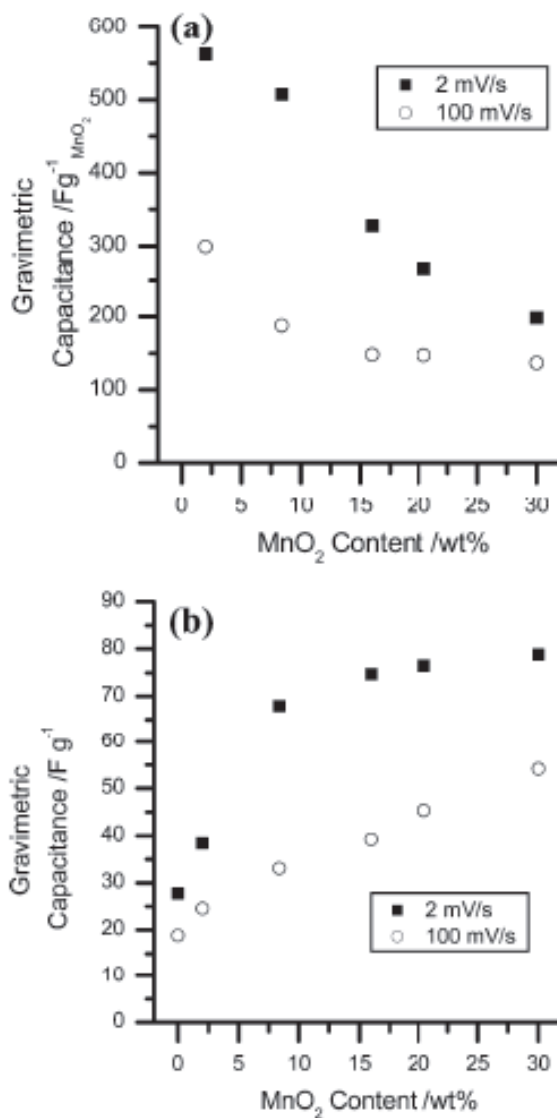 (a)
600
500
400
300
200
100
0
Gravimetric
Capacitance /Fg⁻¹ MnO₂
2 mV/s
100 mV/s
0 5 10 15 20 25 30
MnO₂ Content /wt%
(b)
90
80
70
60
50
40
30
20
10
0
Gravimetric
Capacitance /F g⁻¹
2 mV/s
100 mV/s
0 5 10 15 20 25 30
MnO₂ Content /wt%